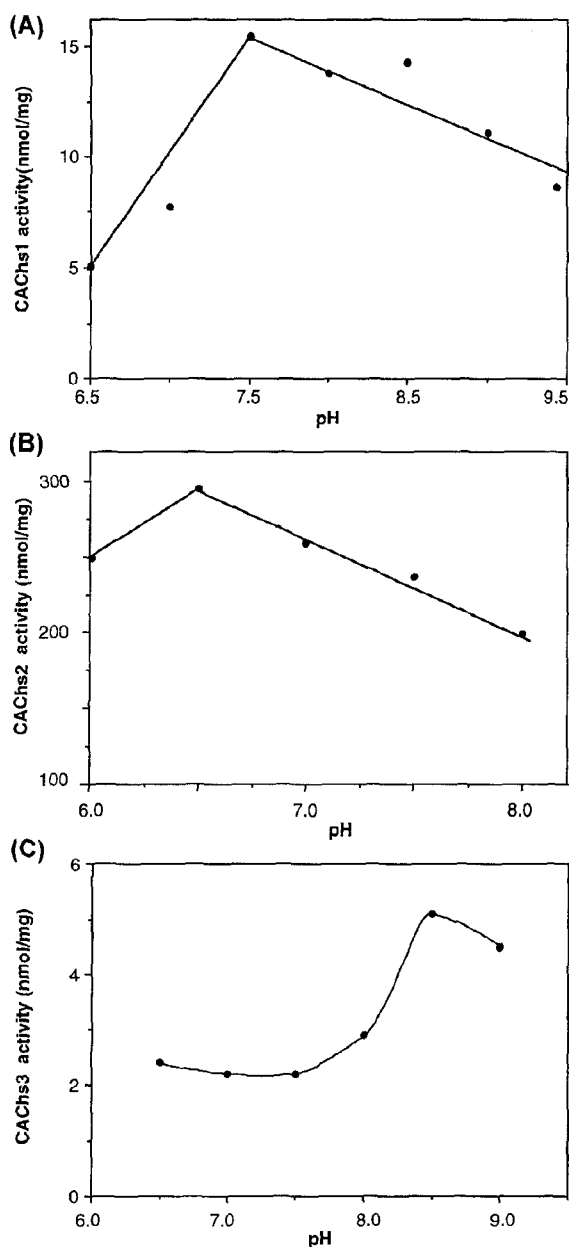 (A)
CAChs1 activity(nmol/mg)
15
10
5
0
6.5 7.5 8.5 9.5
pH
(B)
CAChs2 activity (nmol/mg)
300
200
100
6.0 7.0 8.0
pH
(C)
CAChs3 activity (nmol/mg)
6
4
2
0
6.0 7.0 8.0 9.0
pH